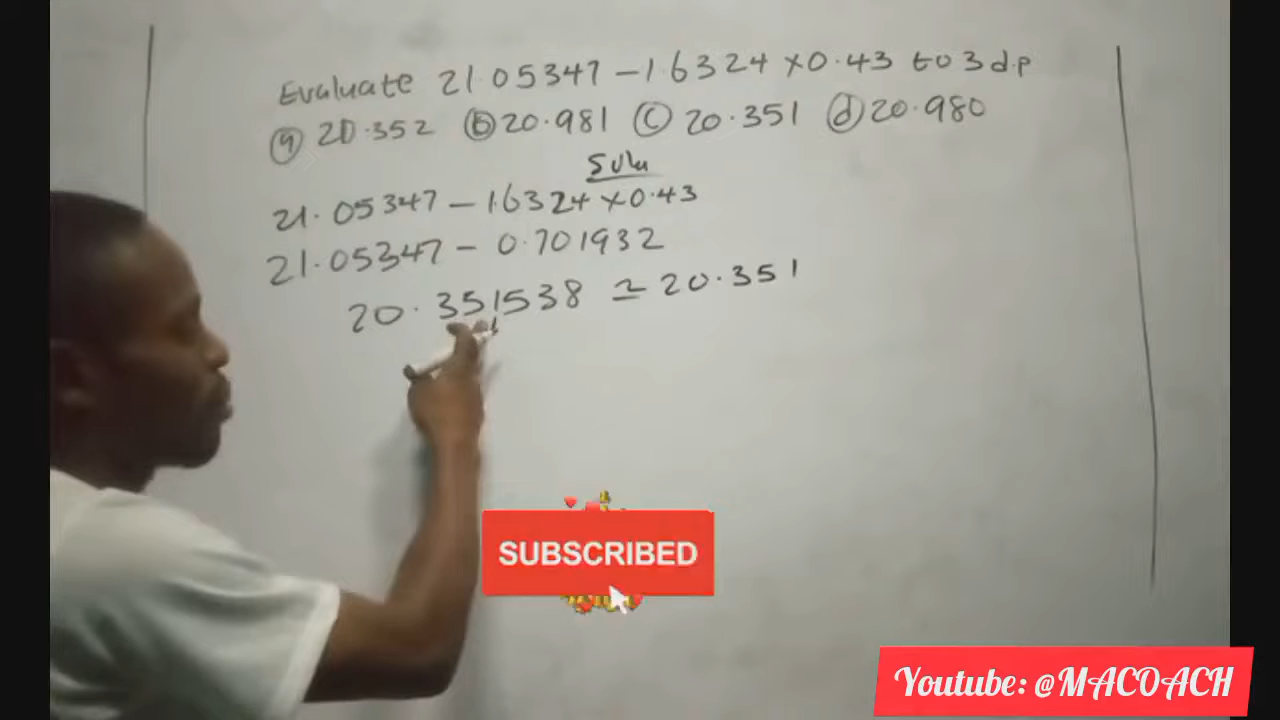 Evaluate 21.05347 - 1.6324 × 0.43 to 3 d.p
(a) 20.352 (b) 20.981 (c) 20.351 (d) 20.980
Solu
21.05347 - 1.6324 × 0.43
21.05347 - 0.701932
20.351538 ≃ 20.351
SUBSCRIBED
Youtube: @MACOACH